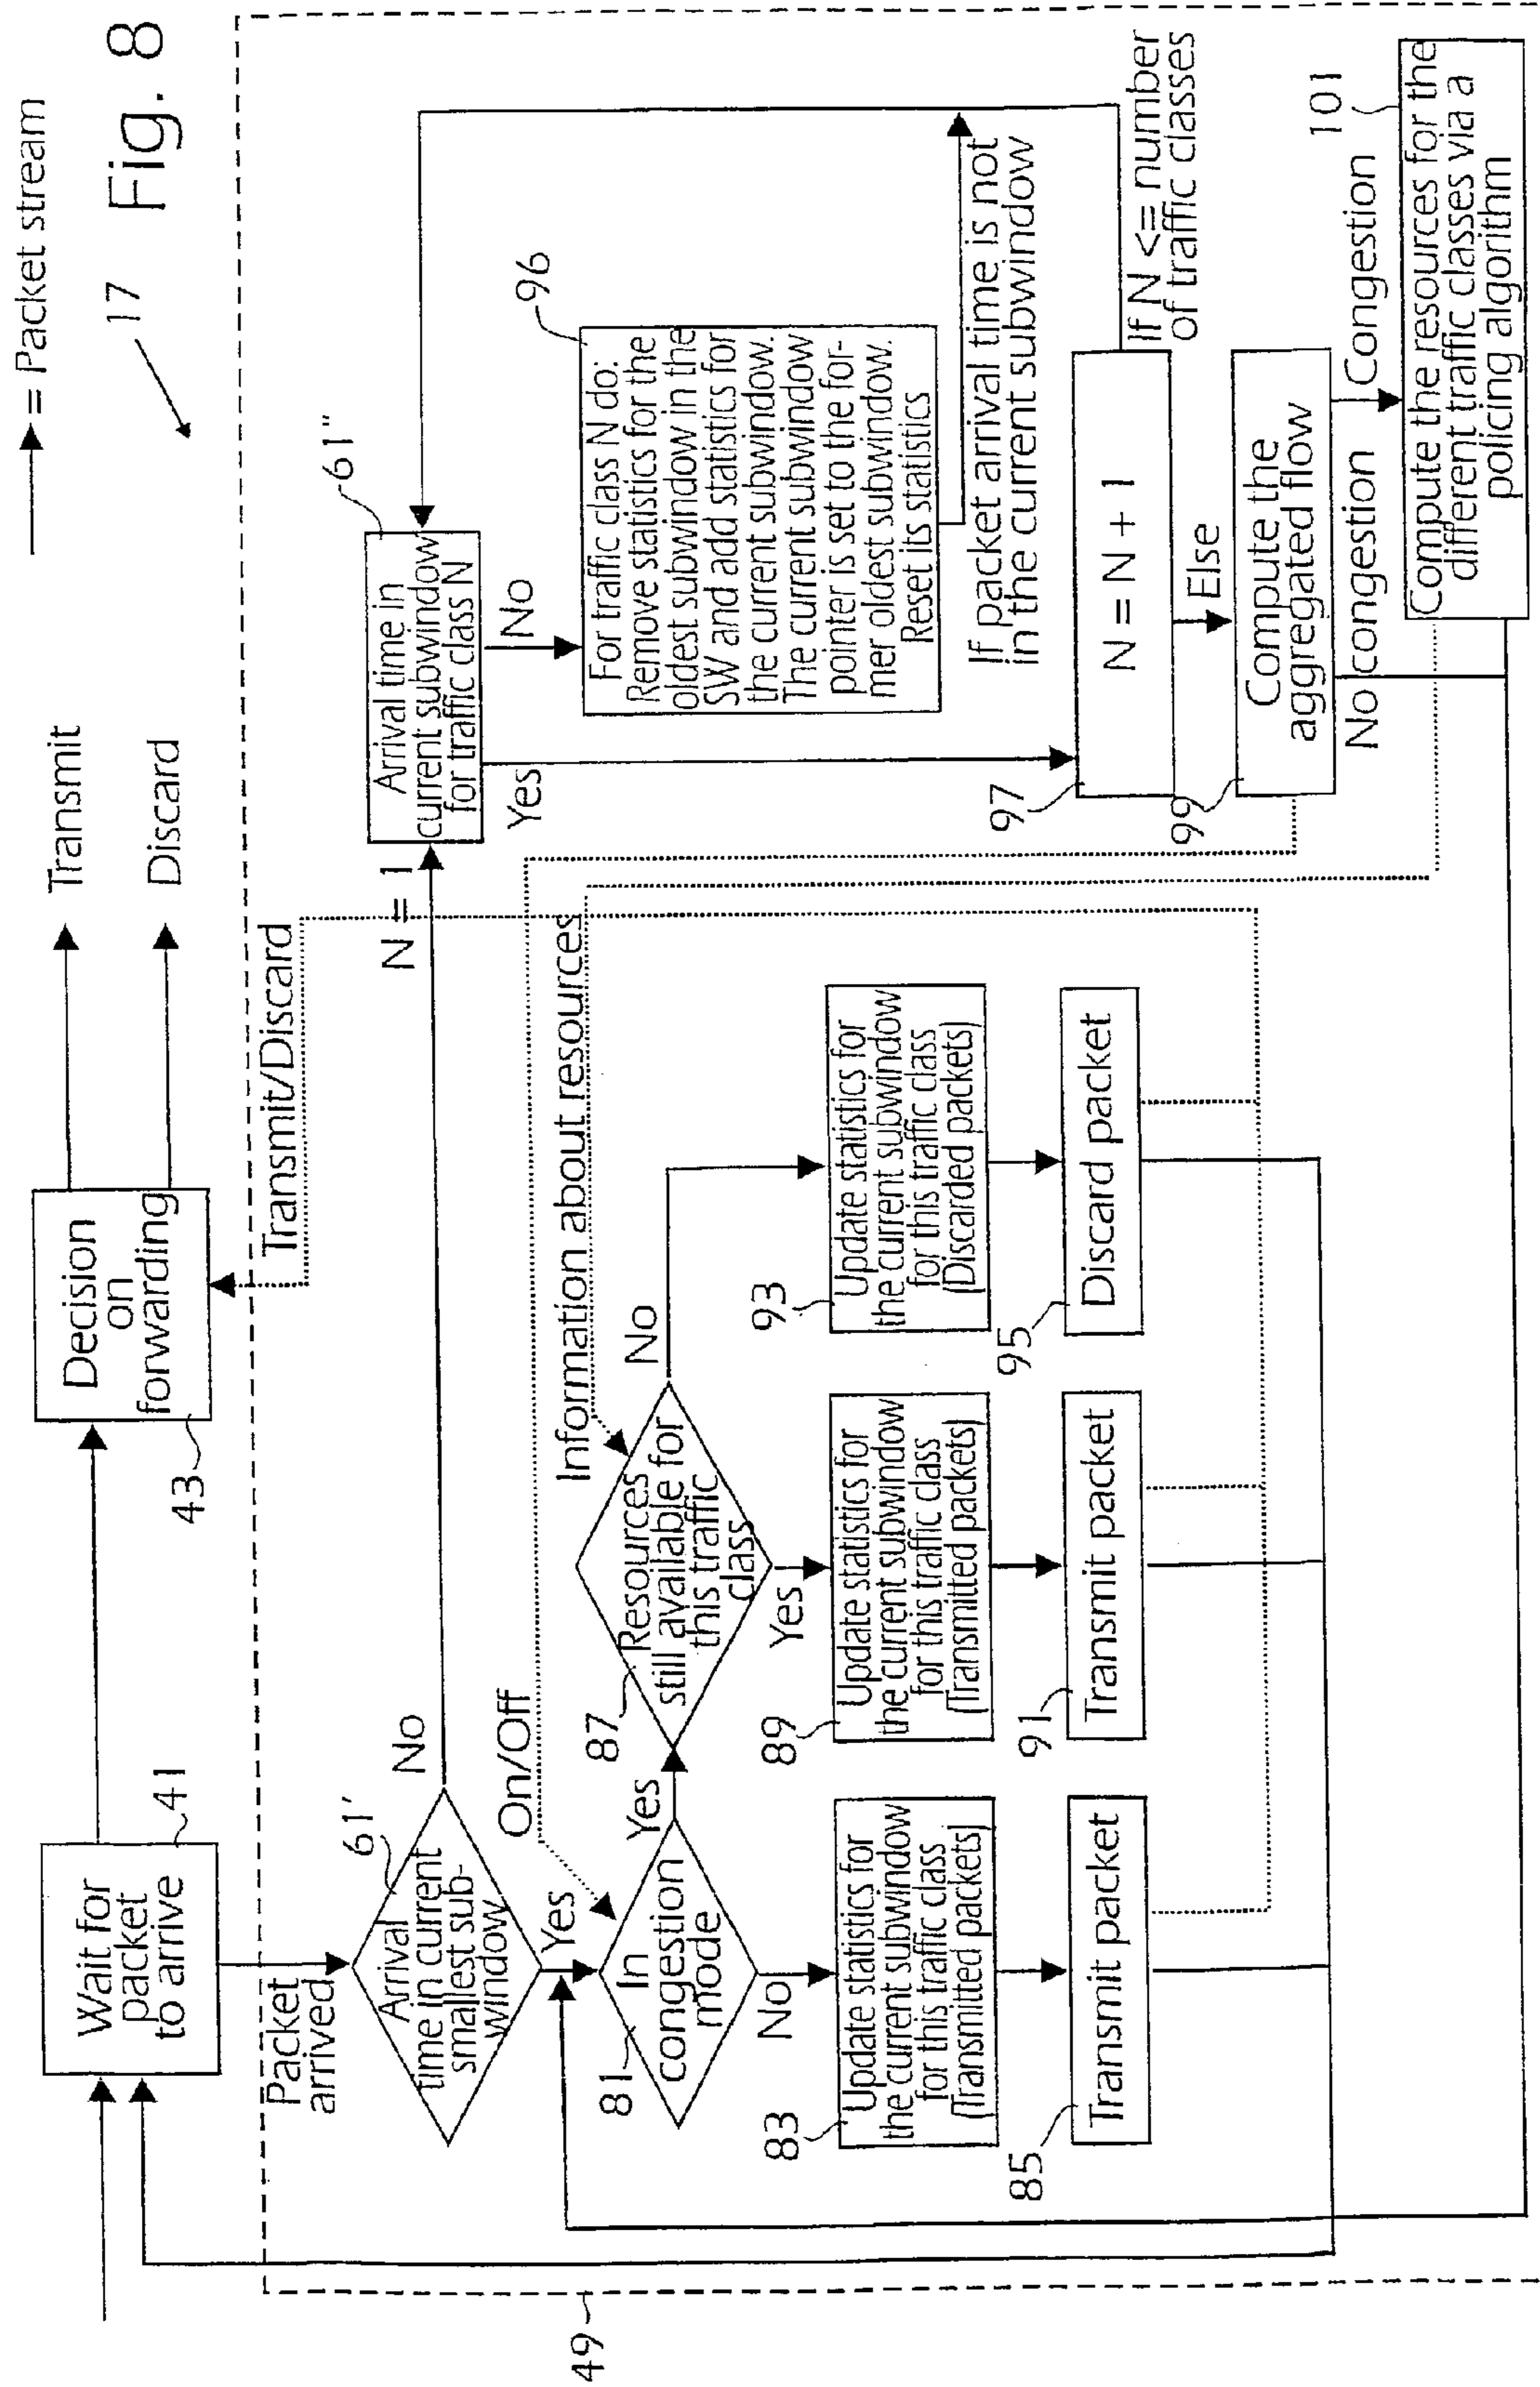 = Packet stream
17
Fig. 8
Wait for
packet
to arrive
41
Decision
on
forwarding
43
Transmit
Discard
Packet
arrived
Transmit/Discard
Arrival
time in current
smallest sub-
window
61'
No
N = 1
Yes
On/Off
Information about resources
In
congestion
mode
81
Yes
No
Resources
still available for
this traffic
class
87
No
Yes
83
Update statistics for
the current subwindow
for this traffic class
(Transmitted packets)
85
Transmit packet
89
Update statistics for
the current subwindow
for this traffic class
(Transmitted packets)
91
Transmit packet
93
Update statistics for
the current subwindow
for this traffic class
(Discarded packets)
95
Discard packet
Arrival time in
current subwindow
for traffic class N
61"
No
Yes
96
For traffic class N do:
Remove statistics for the
oldest subwindow in the
SW and add statistics for
the current subwindow.
The current subwindow
pointer is set to the for-
mer oldest subwindow.
Reset its statistics
If packet arrival time is not
in the current subwindow
97
N = N + 1
If N <= number
of traffic classes
Else
99
Compute the
aggregated flow
No congestion
Congestion
101
Compute the resources for the
different traffic classes via a
policing algorithm
49